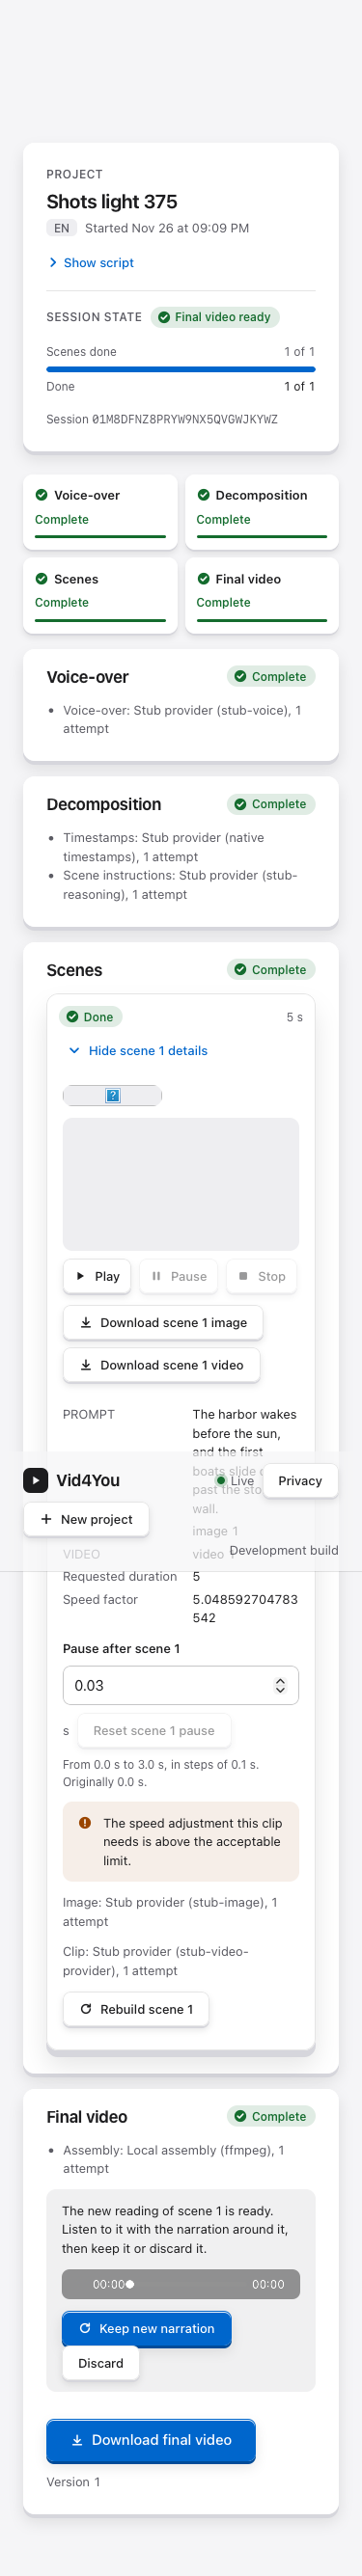 PROJECT
Shots light 375
EN Started Nov 26 at 09:09 PM
Show script
SESSION STATE Final video ready
Scenes done 1 of 1
Done 1 of 1
Session 01M8DFNZ8PRYW9NX5QVGWJKYWZ
Voice-over
Complete
Decomposition
Complete
Scenes
Complete
Final video
Complete
Voice-over Complete
Voice-over: Stub provider (stub-voice), 1
attempt
Decomposition Complete
Timestamps: Stub provider (native
timestamps), 1 attempt
Scene instructions: Stub provider (stub-
reasoning), 1 attempt
Scenes Complete
Done 5 s
Hide scene 1 details
Play Pause Stop
Download scene 1 image
Download scene 1 video
PROMPT The harbor wakes
before the sun,
and the first
boats slide
past the
wall.
image 1
Vid4You Live Privacy
New project
Development build
VIDEO video 1
Requested duration 5
Speed factor 5.048592704783
542
Pause after scene 1
0.03
s Reset scene 1 pause
From 0.0 s to 3.0 s, in steps of 0.1 s.
Originally 0.0 s.
The speed adjustment this clip
needs is above the acceptable
limit.
Image: Stub provider (stub-image), 1
attempt
Clip: Stub provider (stub-video-
provider), 1 attempt
Rebuild scene 1
Final video Complete
Assembly: Local assembly (ffmpeg), 1
attempt
The new reading of scene 1 is ready.
Listen to it with the narration around it,
then keep it or discard it.
00:00 00:00
Keep new narration
Discard
Download final video
Version 1